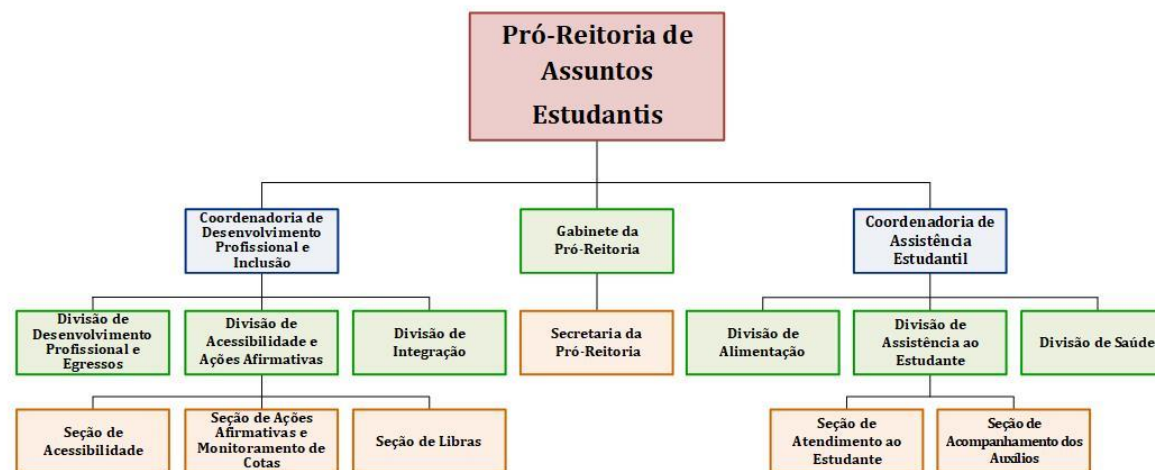 Pró-Reitoria de
Assuntos
Estudantis
Coordenadoria de
Desenvolvimento
Profissional e
Inclusão
Gabinete da
Pró-Reitoria
Coordenadoria de
Assistência
Estudantil
Divisão de
Desenvolvimento
Profissional e
Egressos
Divisão de
Acessibilidade e
Ações Afirmativas
Divisão de
Integração
Secretaria da
Pró-Reitoria
Divisão de
Alimentação
Divisão de
Assistência ao
Estudante
Divisão de Saúde
Seção de
Acessibilidade
Seção de Ações
Afirmativas e
Monitoramento de
Cotas
Seção de Libras
Seção de
Atendimento ao
Estudante
Seção de
Acompanhamento dos
Auxílios